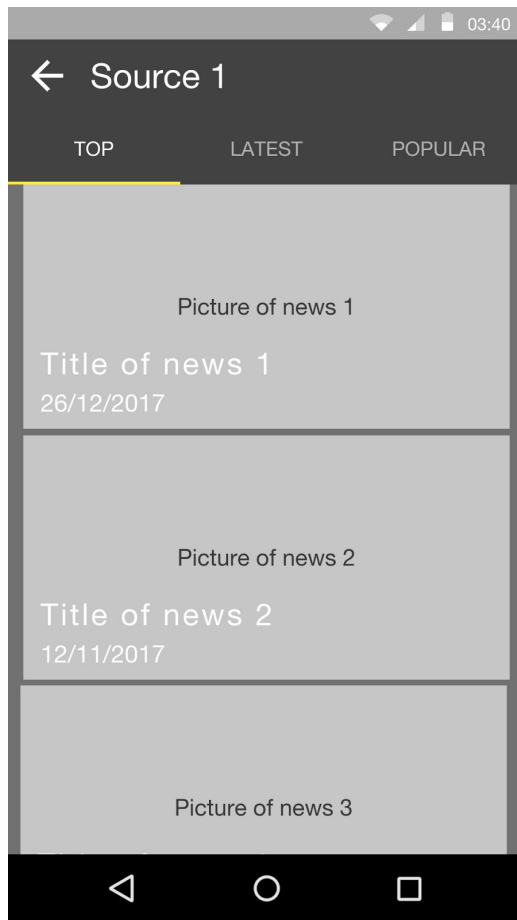 03:40
Source 1
TOP LATEST POPULAR
Picture of news 1
Title of news 1
26/12/2017
Picture of news 2
Title of news 2
12/11/2017
Picture of news 3